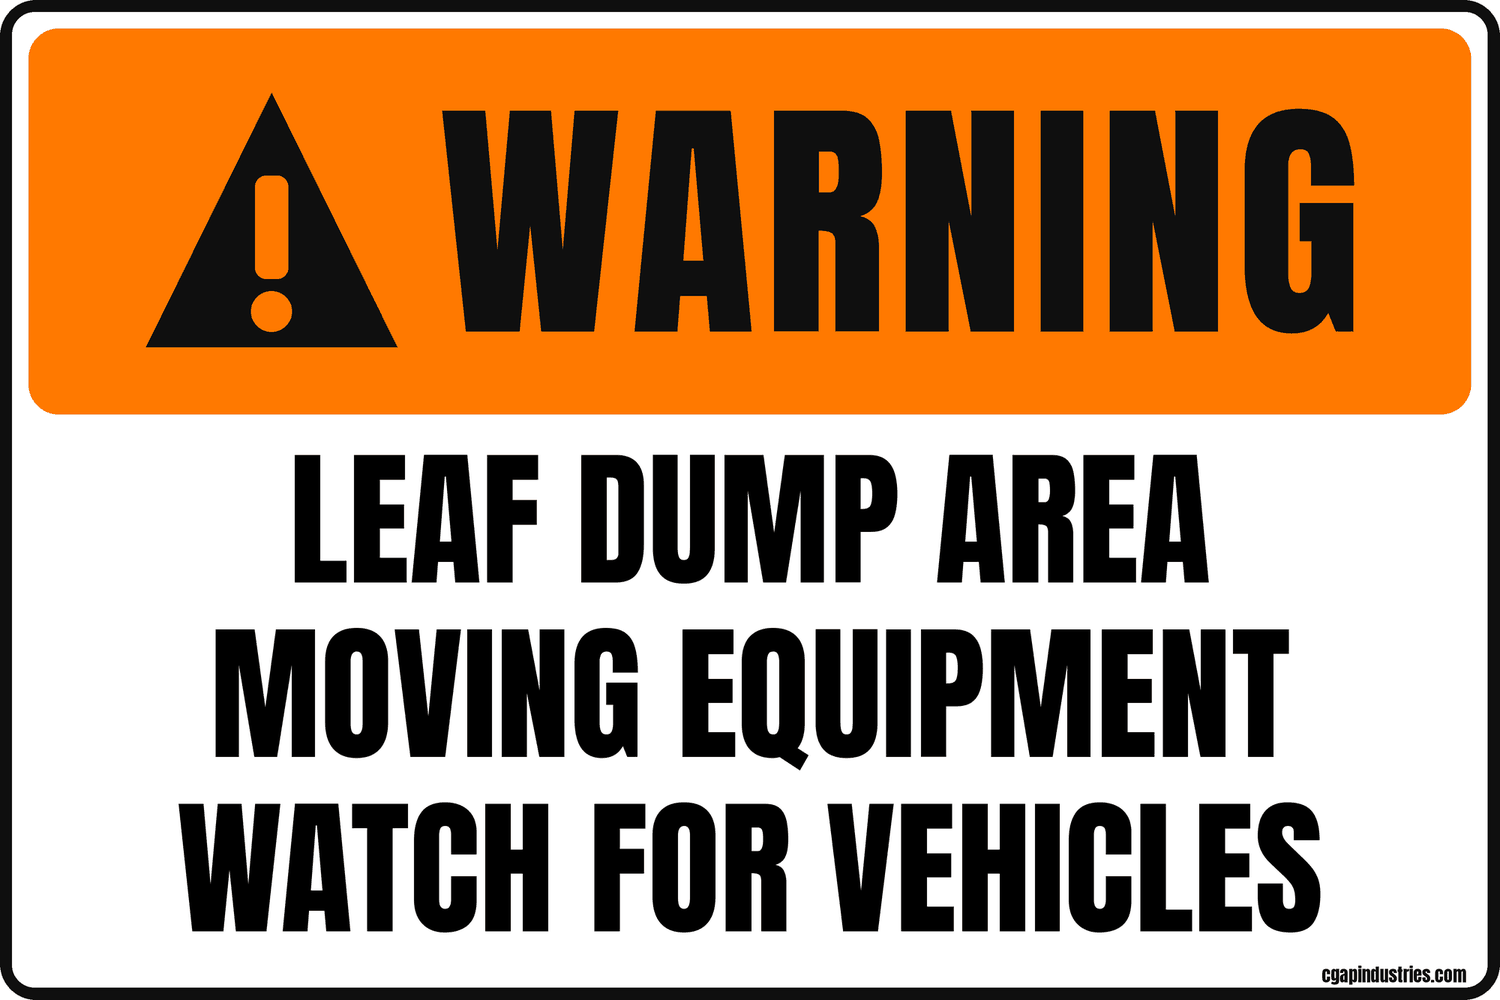 WARNING
LEAF DUMP AREA
MOVING EQUIPMENT
WATCH FOR VEHICLES
cgapindustries.com